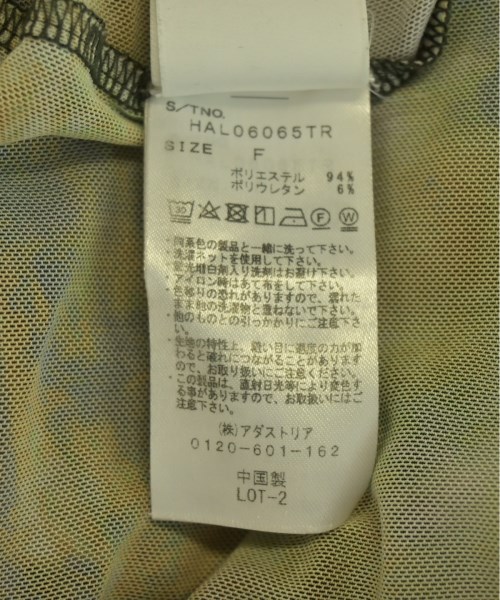 S/TNO.
HAL06065TR
SIZE F
ポリエステル 94%
ポリウレタン 6%
30
F
W
・同系色の製品と一緒に洗って下さい。
・洗濯ネットを使用して下さい。
・蛍光増白剤入り洗剤はお避け下さい。
・アイロン時はあて布をして下さい。
・色移りの恐れがありますので、濡れた
まま他の洗濯物と重ねないで下さい。
・他のものとの引っかかりにご注意下さ
い。
・生地の特性上、縫い目に過度の力が加
わると破れにつながることがあります
ので、お取り扱いにご注意ください。
・この製品は、直射日光等により変色す
る事がありますので、お取扱いにはご
注意下さい。
(株)アダストリア
0120-601-162
中国製
LOT-2